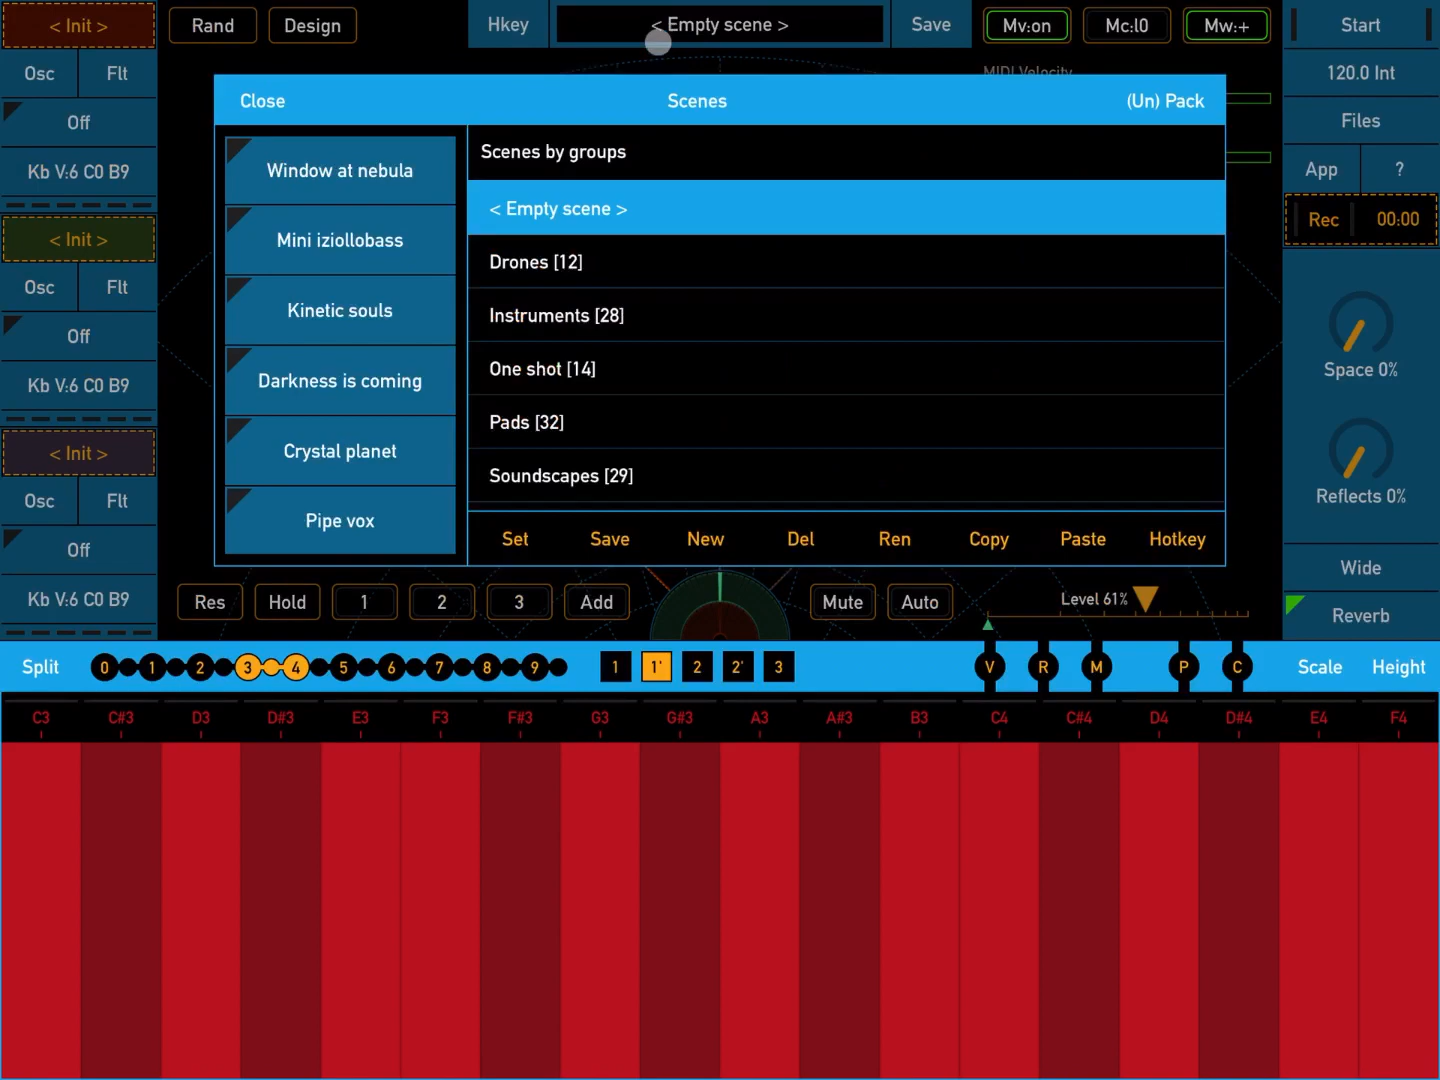 < Init >
Rand
Design
Hkey
< Empty scene >
Save
Mv:on
Mc:l0
Mw:+
Start
Osc
Flt
MIDI Velocity
120.0 Int
Close
Scenes
(Un) Pack
Off
Files
Kb V:6 C0 B9
Window at nebula
Scenes by groups
App
?
< Init >
Mini iziollobass
< Empty scene >
Rec
00:00
Osc
Flt
Kinetic souls
Drones [12]
Off
Darkness is coming
Instruments [28]
Kb V:6 C0 B9
One shot [14]
Space 0%
< Init >
Crystal planet
Pads [32]
Osc
Flt
Pipe vox
Soundscapes [29]
Reflects 0%
Off
Set
Save
New
Del
Ren
Copy
Paste
Hotkey
Wide
Kb V:6 C0 B9
Res
Hold
1
2
3
Add
Mute
Auto
Level 61%
Reverb
Split
0
1
2
3
4
5
6
7
8
9
1
1'
2
2'
3
V
R
M
P
C
Scale
Height
C3
C#3
D3
D#3
E3
F3
F#3
G3
G#3
A3
A#3
B3
C4
C#4
D4
D#4
E4
F4